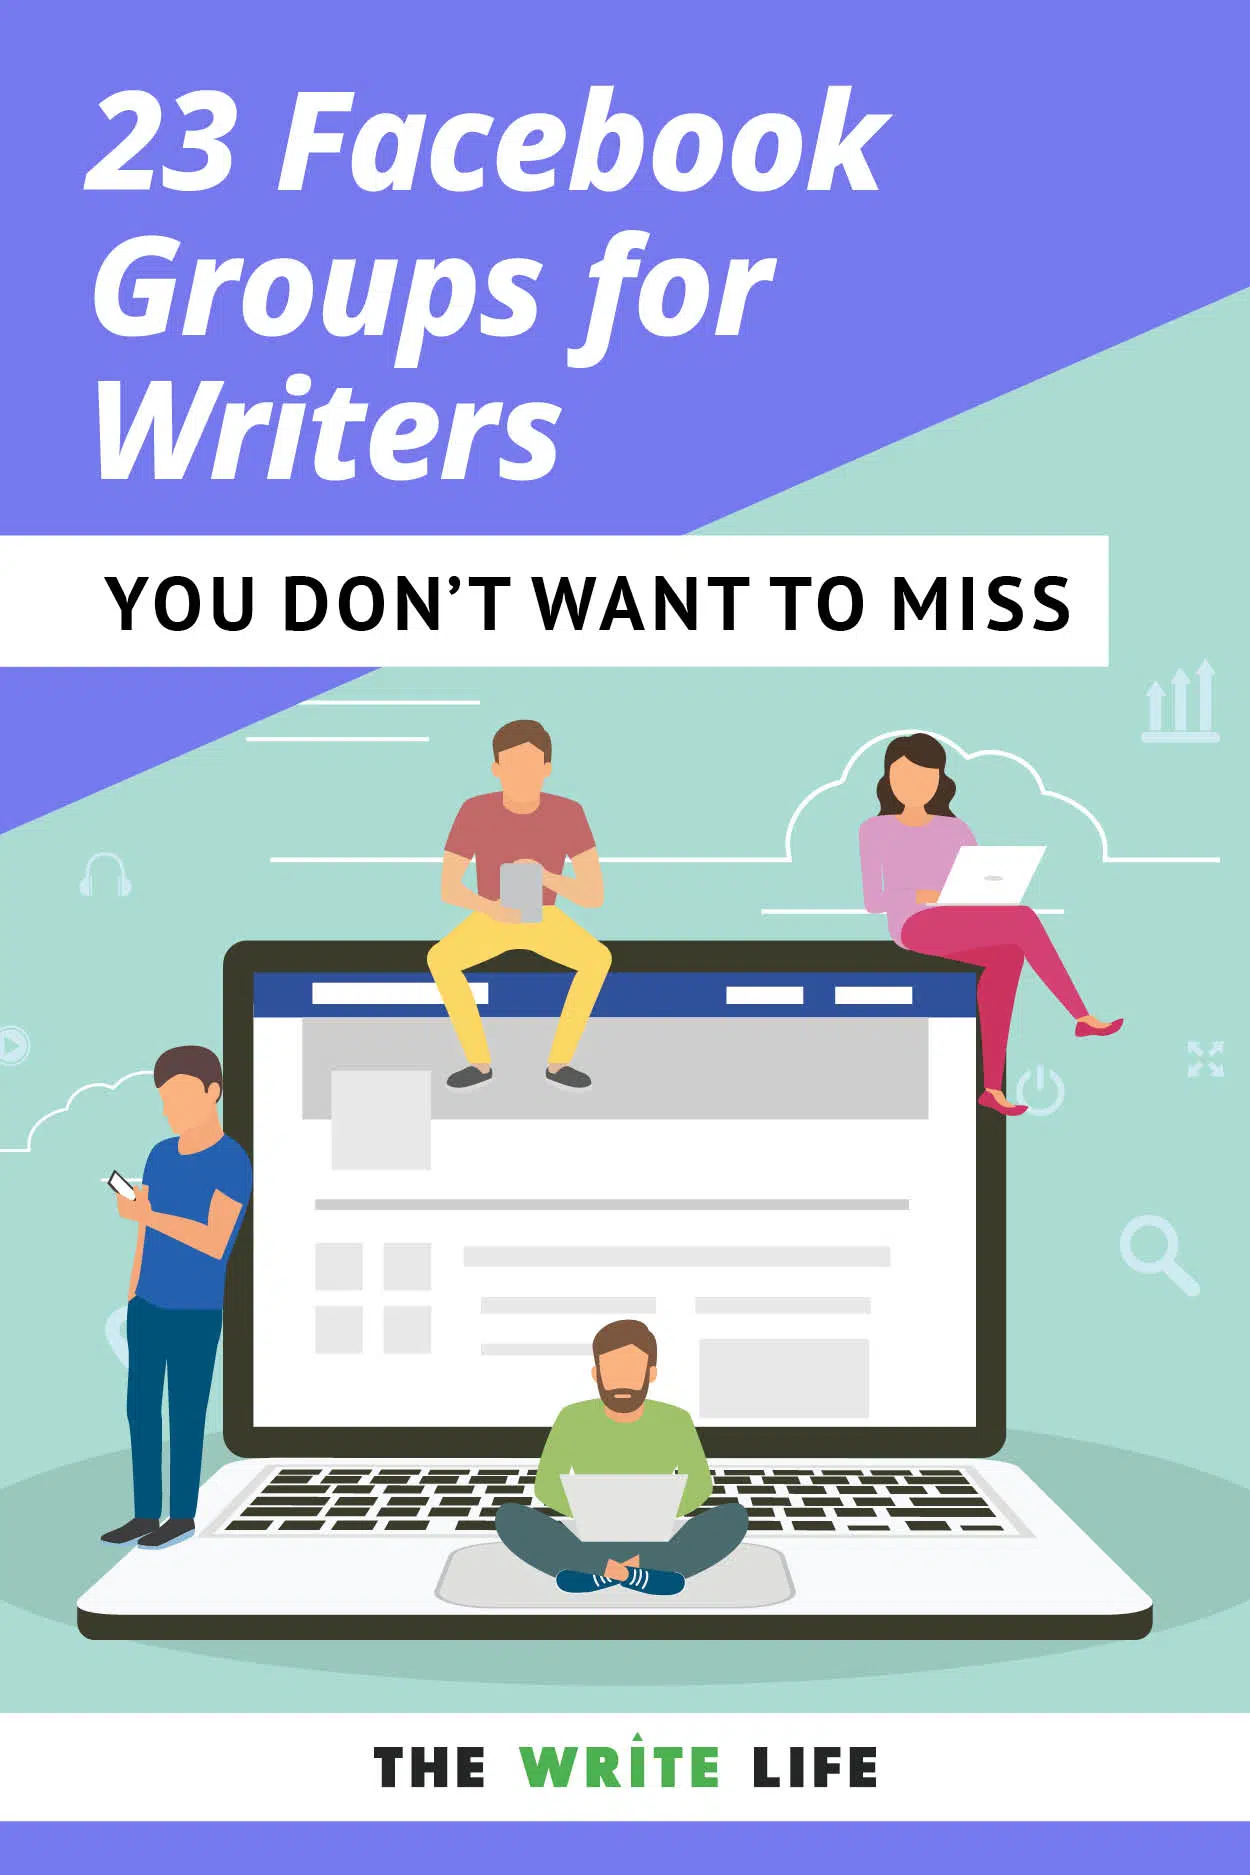 23 Facebook
Groups for
Writers
YOU DON’T WANT TO MISS
THE WRITE LIFE